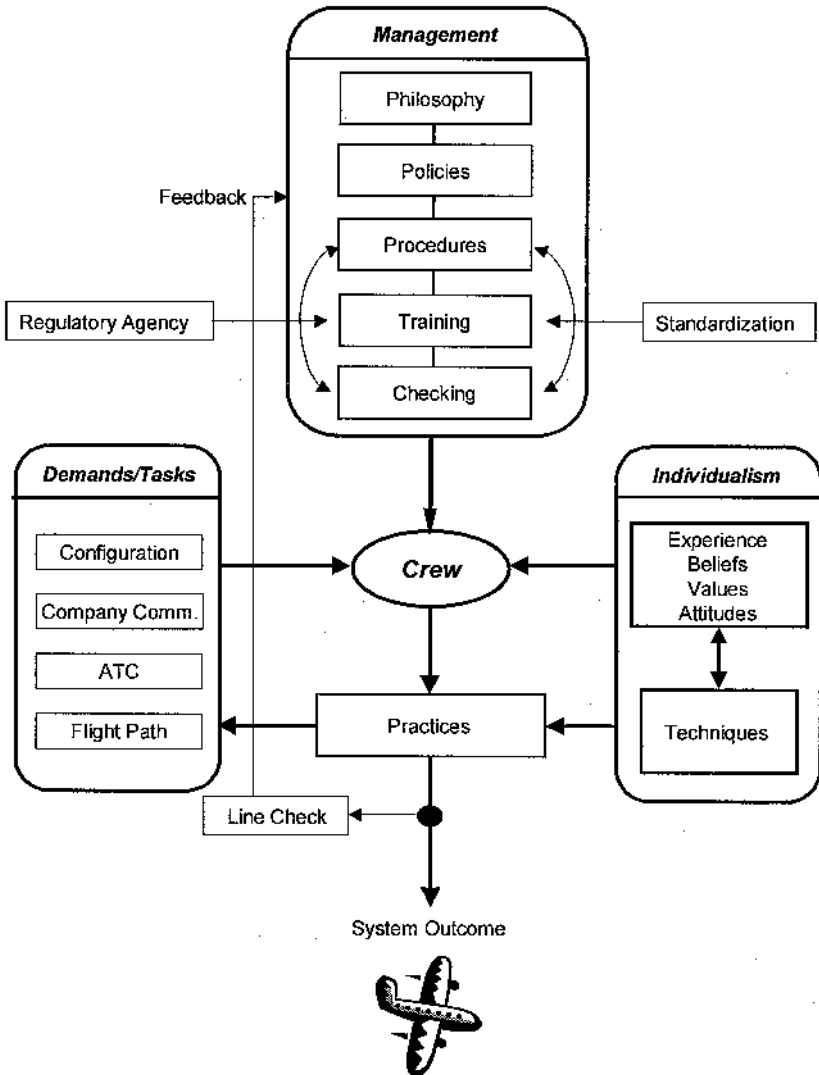 Management
Philosophy
Policies
Feedback
Procedures
Regulatory Agency
Training
Standardization
Checking
Demands/Tasks
Individualism
Configuration
Company Comm.
ATC
Flight Path
Crew
Experience
Beliefs
Values
Attitudes
Practices
Techniques
Line Check
System Outcome